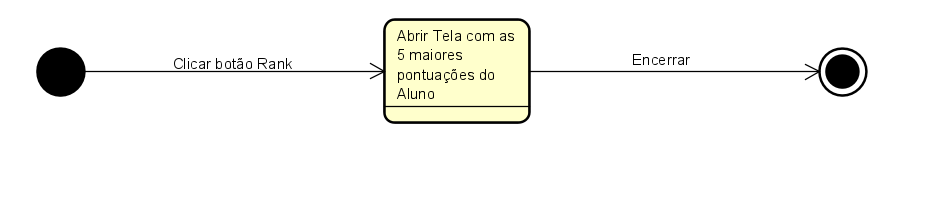 Clicar botão Rank
Abrir Tela com as
5 maiores
pontuações do
Aluno
Encerrar